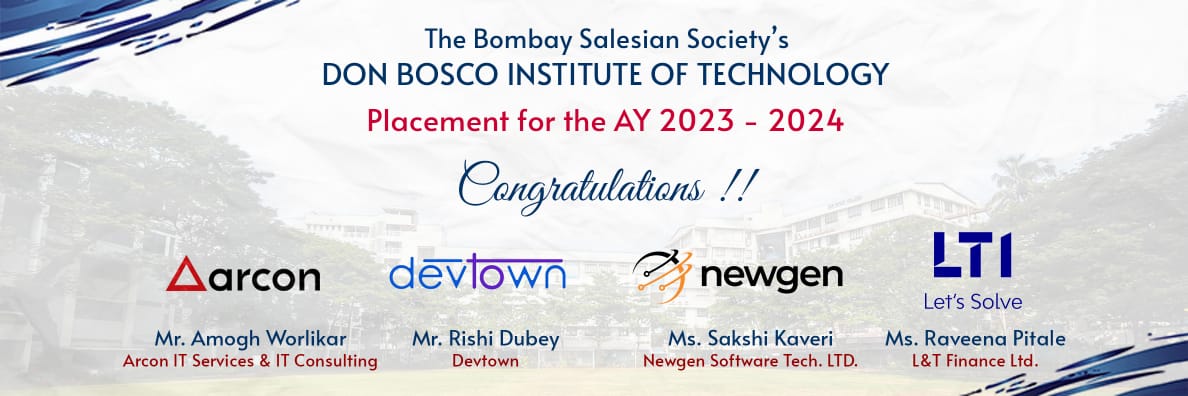 The Bombay Salesian Society's
DON BOSCO INSTITUTE OF TECHNOLOGY
Placement for the AY 2023 - 2024
Congratulations !!
arcon
devtown
newgen
LTI
Let's Solve
Mr. Amogh Worlikar
Arcon IT Services & IT Consulting
Mr. Rishi Dubey
Devtown
Ms. Sakshi Kaveri
Newgen Software Tech. LTD.
Ms. Raveena Pitale
L&T Finance Ltd.